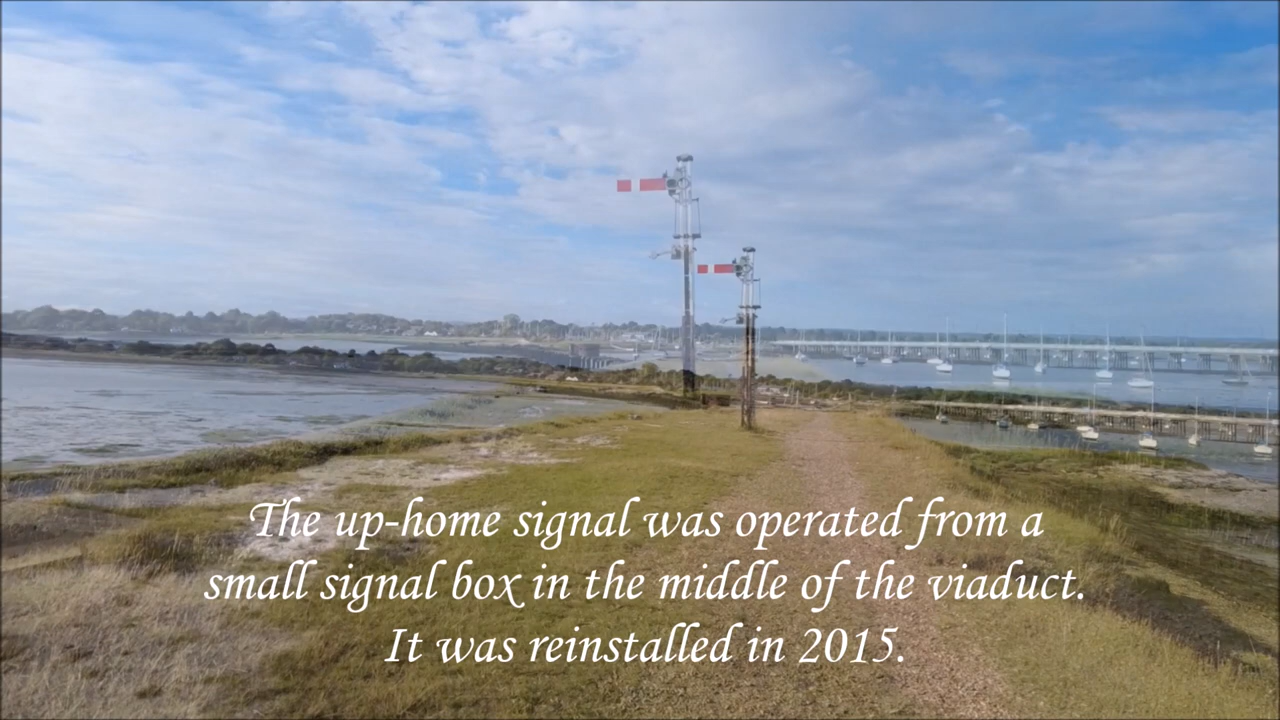 The up-home signal was operated from a
small signal box in the middle of the viaduct.
It was reinstalled in 2015.